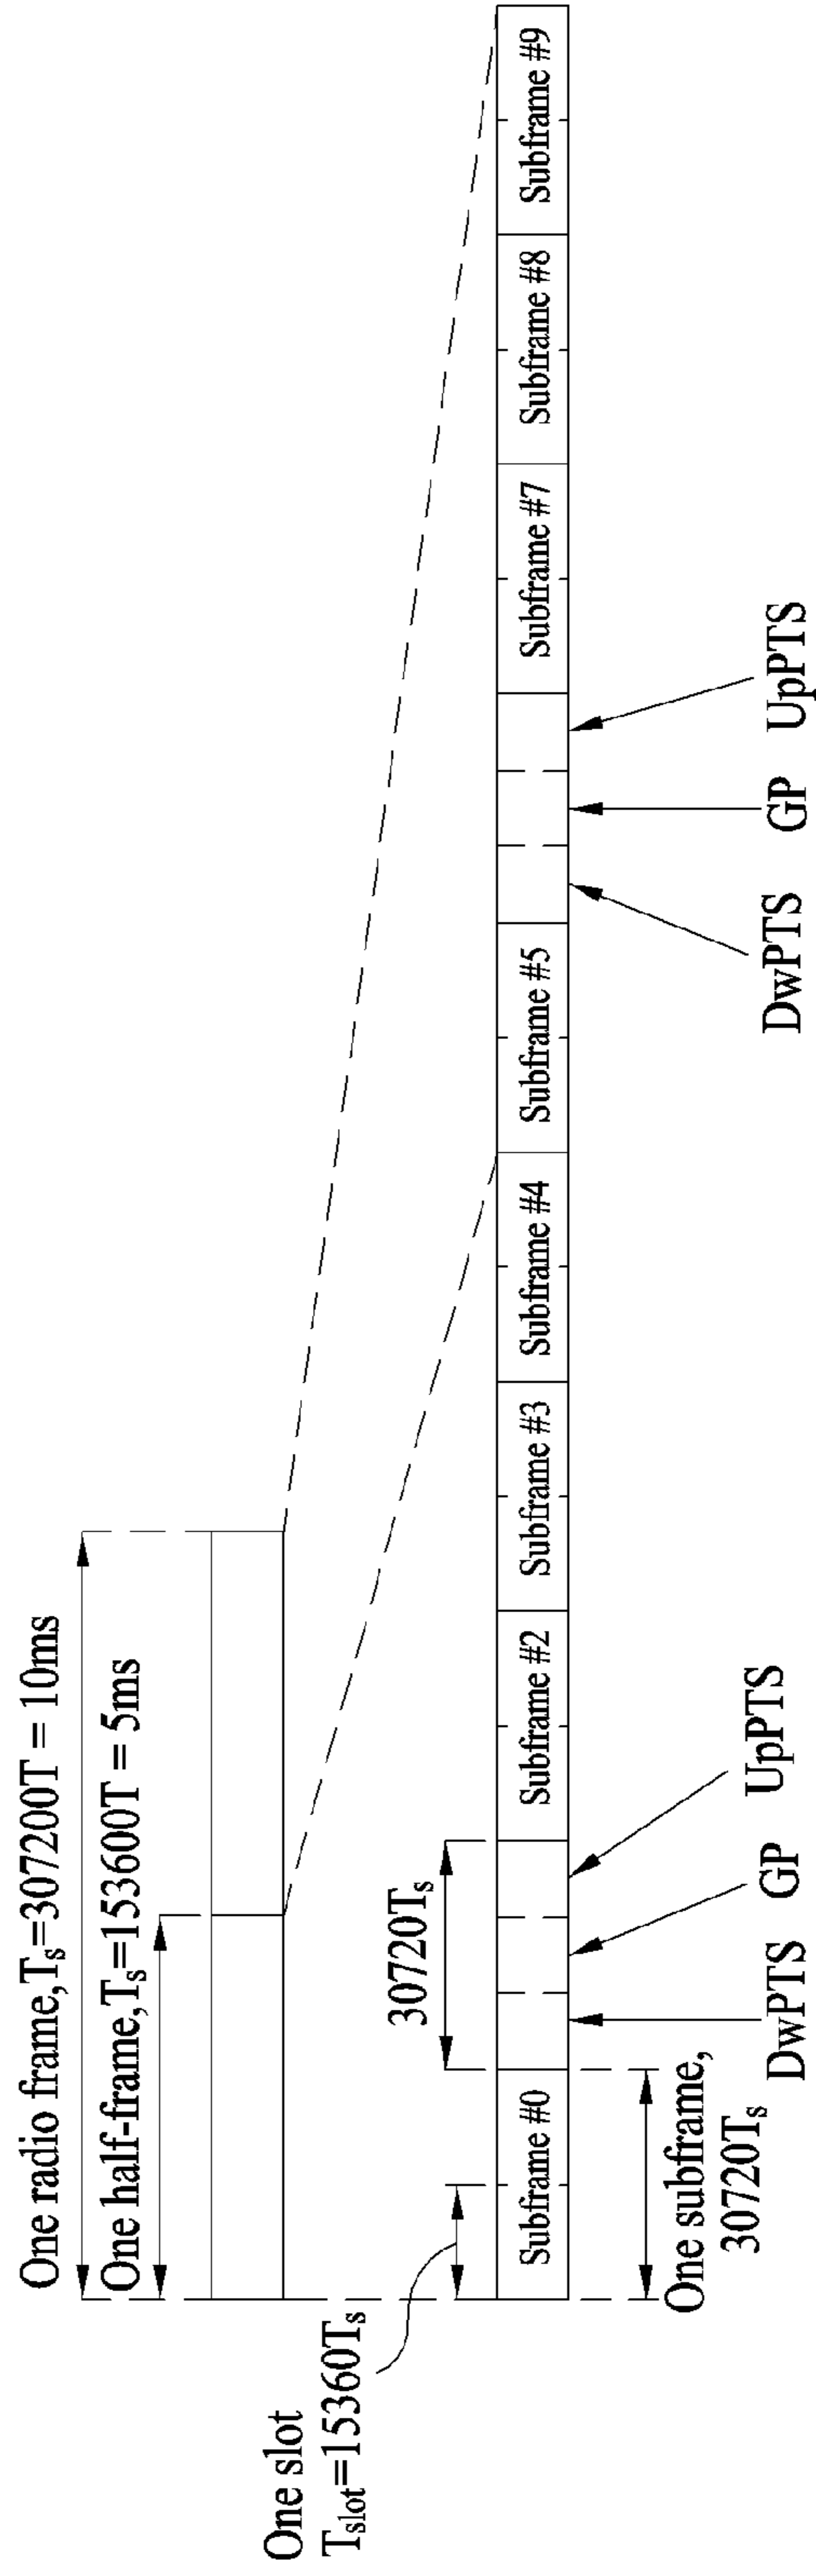 One radio frame,Ts=307200T = 10ms
One half-frame,Ts=153600T = 5ms
One slot
Tslot=15360Ts
30720Ts
Subframe #0
Subframe #2
Subframe #3
Subframe #4
Subframe #5
Subframe #7
Subframe #8
Subframe #9
One subframe,
30720Ts
DwPTS
GP
UpPTS
DwPTS
GP
UpPTS